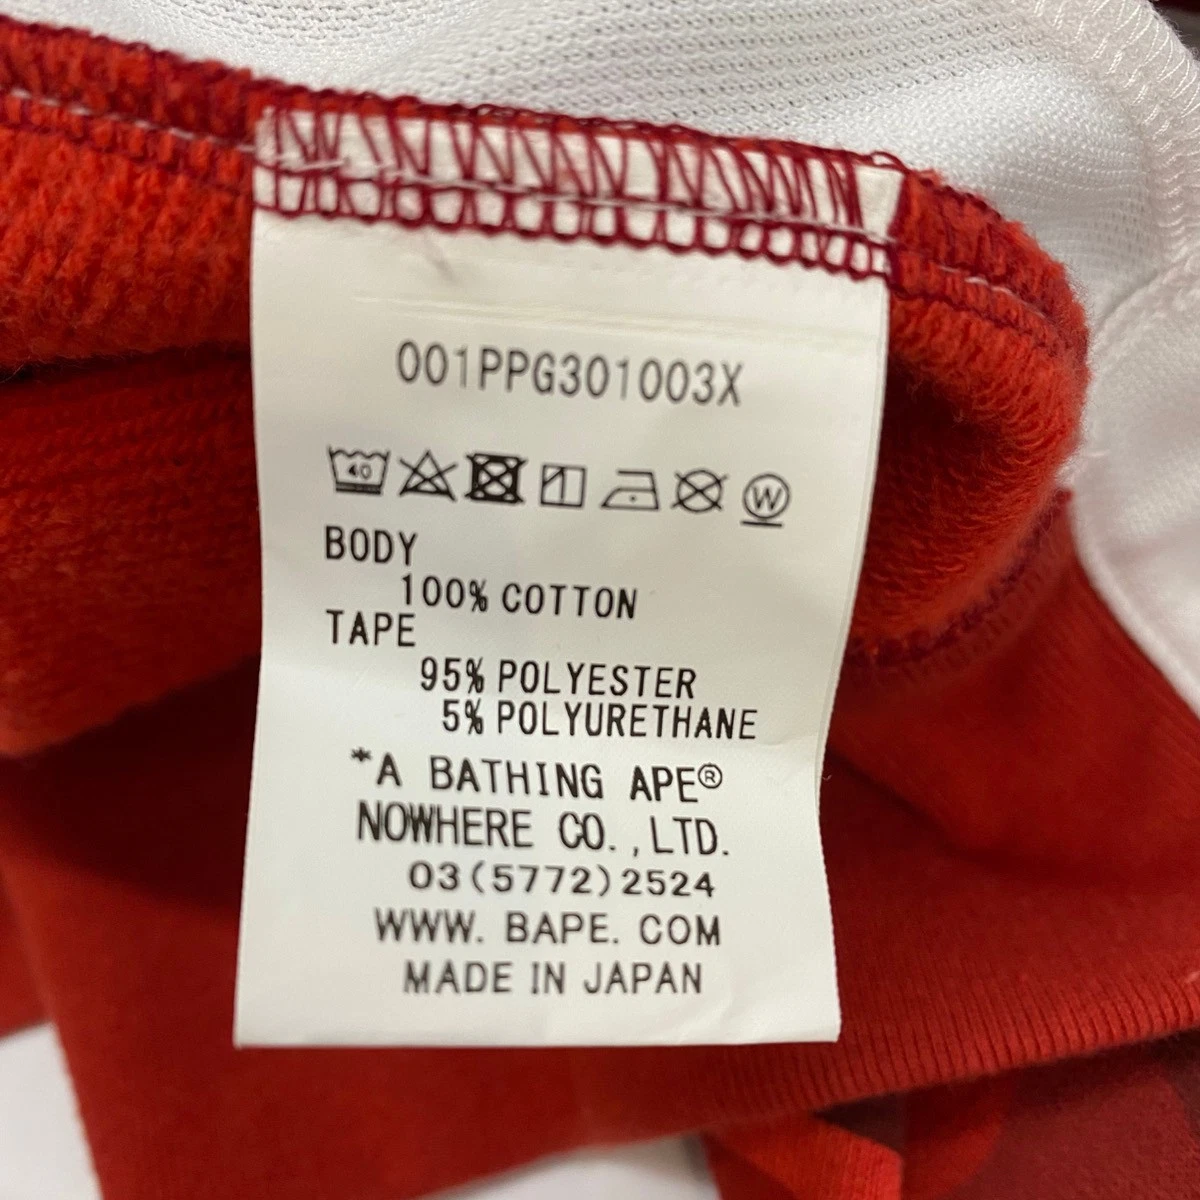 001PPG301003X
40 W
BODY
100% COTTON
TAPE
95% POLYESTER
5% POLYURETHANE
*A BATHING APE®
NOWHERE CO.,LTD.
03(5772)2524
WWW. BAPE. COM
MADE IN JAPAN